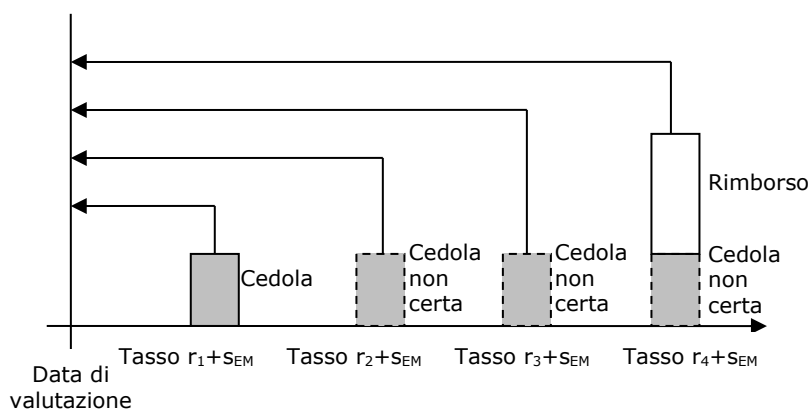 Rimborso
Cedola
Cedola
non
certa
Cedola
non
certa
Cedola
non
certa
Tasso r₁+sEM
Tasso r₂+sEM
Tasso r₃+sEM
Tasso r₄+sEM
Data di
valutazione